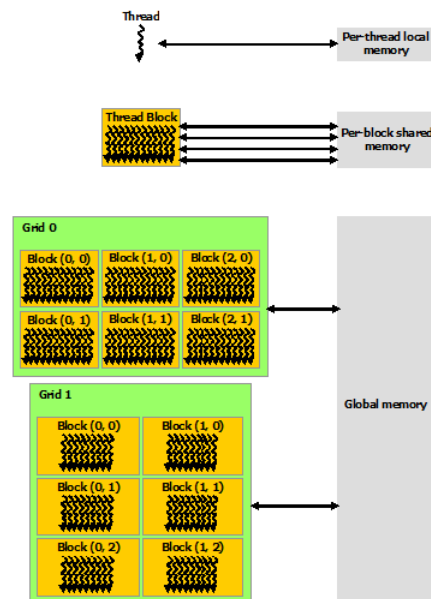 Thread
Per-thread local
memory
Thread Block
Per-block shared
memory
Grid 0
Block (0, 0) Block (1, 0) Block (2, 0)
Block (0, 1) Block (1, 1) Block (2, 1)
Grid 1
Block (0, 0) Block (1, 0)
Global memory
Block (0, 1) Block (1, 1)
Block (0, 2) Block (1, 2)